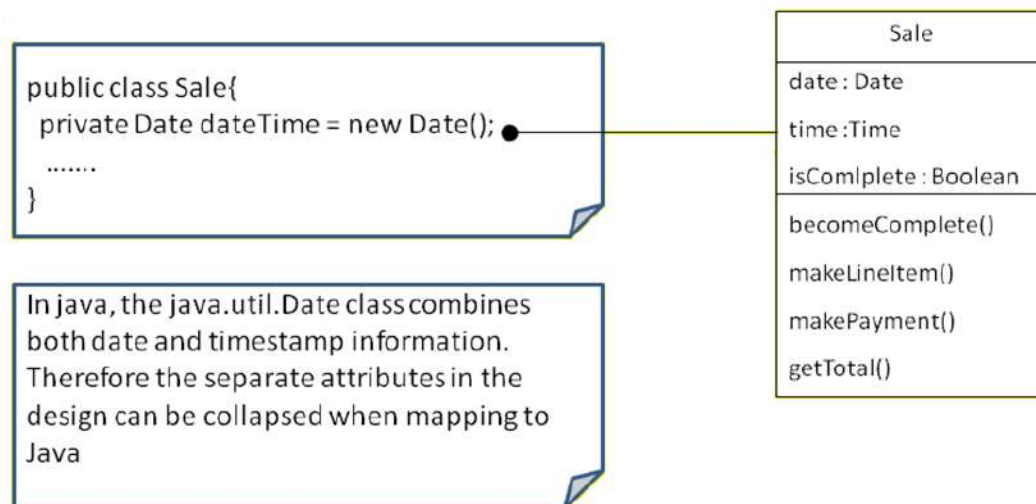 public class Sale{
private Date dateTime = new Date();
.......
}
In java, the java.util.Date class combines
both date and timestamp information.
Therefore the separate attributes in the
design can be collapsed when mapping to
Java
Sale
date : Date
time :Time
isComlplete : Boolean
becomeComplete()
makeLineItem()
makePayment()
getTotal()